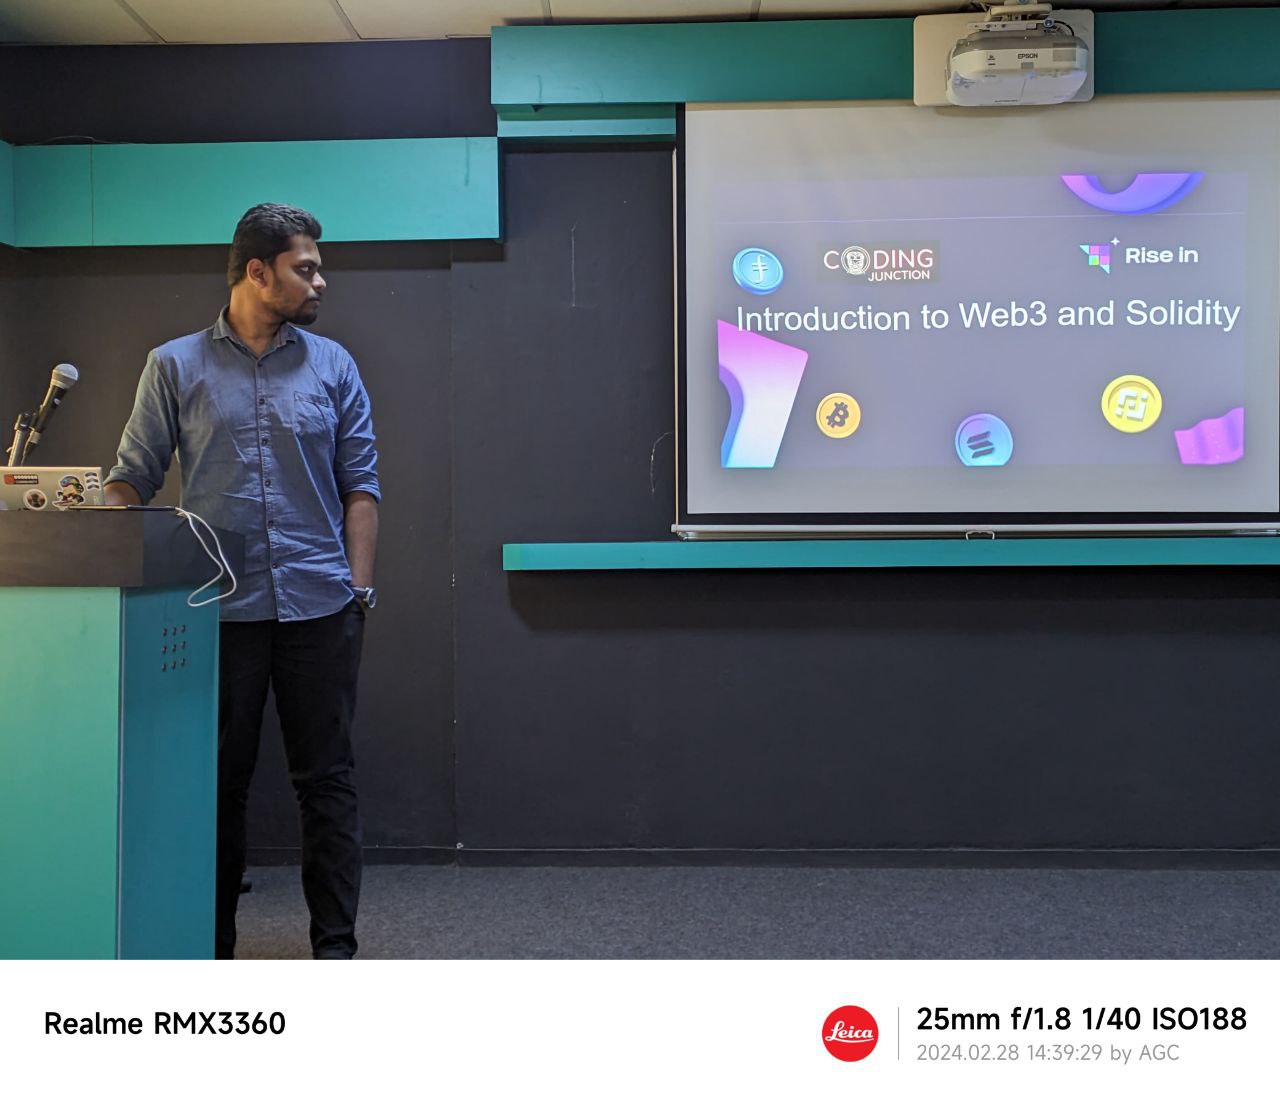 EPSON
CODING
JUNCTION
Rise in
Introduction to Web3 and Solidity
Realme RMX3360
Leica
25mm f/1.8 1/40 ISO188
2024.02.28 14:39:29 by AGC